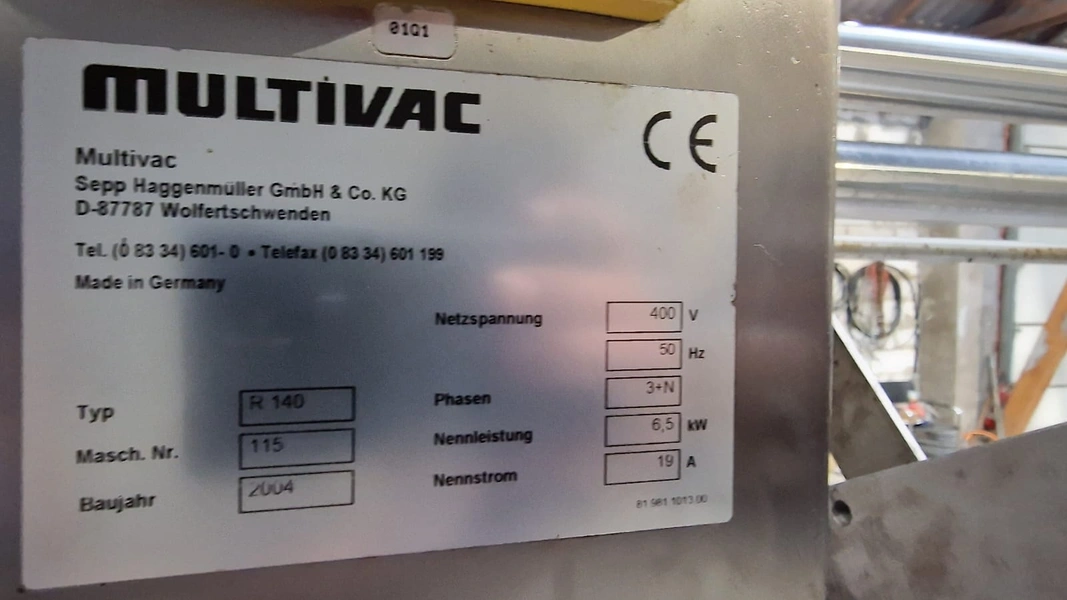 01Q1
MULTIVAC
CE
Multivac
Sepp Haggenmüller GmbH & Co. KG
D-87787 Wolfertschwenden
Tel. (0 83 34) 601- 0 • Telefax (0 83 34) 601 199
Made in Germany
Netzspannung 400 V
50 Hz
Typ R 140 Phasen 3+N
Masch. Nr. 115 Nennleistung 6,5 kW
Baujahr 2004 Nennstrom 19 A
81.981.1013.00